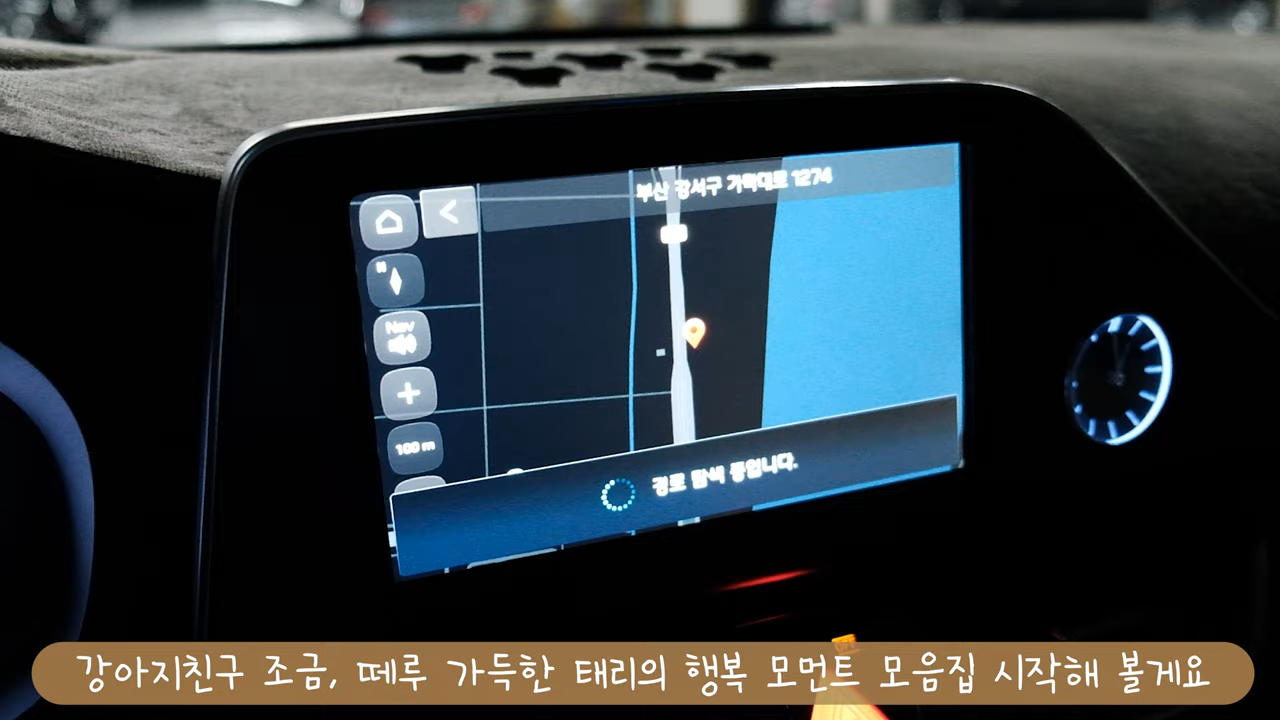 부산 강서구 가락대로 1274
N
Nav
100 m
경로 탐색 중입니다.
강아지친구 조금, 떼루 가득한 태리의 행복 모먼트 모음집 시작해 볼게요